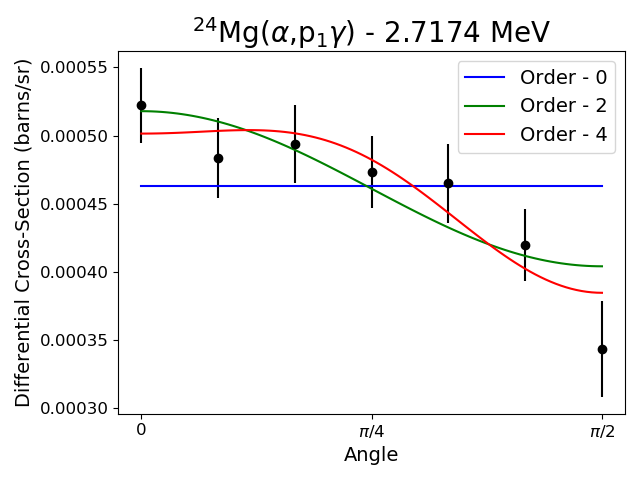 ²⁴Mg(α,p₁γ) - 2.7174 MeV
Differential Cross-Section (barns/sr)
0.00055
0.00050
0.00045
0.00040
0.00035
0.00030
Order - 0
Order - 2
Order - 4
0 π/4 π/2
Angle